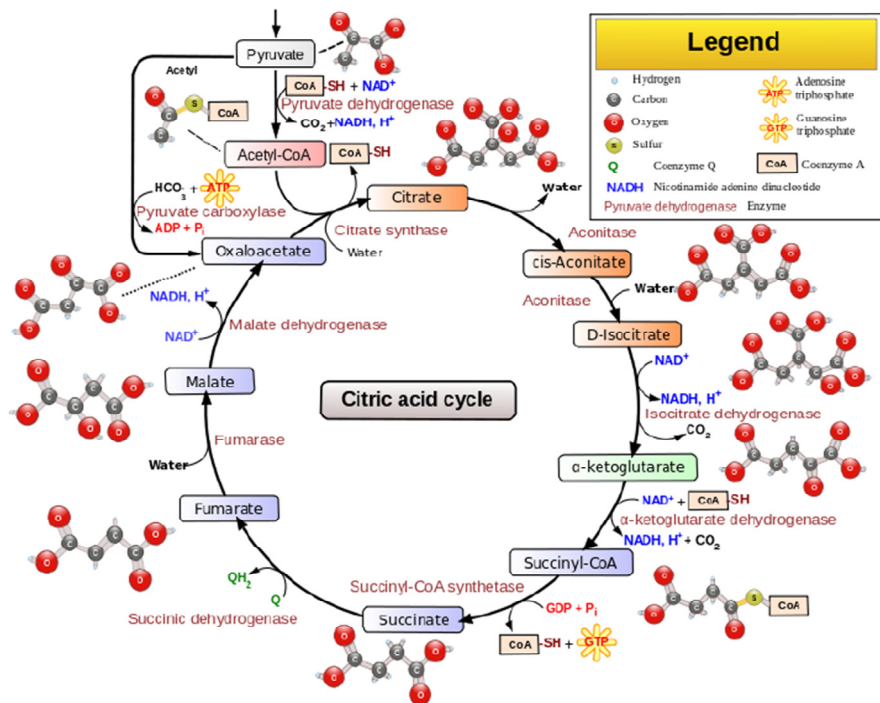 Pyruvate
Acetyl
CoA-SH + NAD⁺
Pyruvate dehydrogenase
CO₂+NADH, H⁺
S CoA
Acetyl-CoA
CoA-SH
HCO₃⁻ + ATP
Pyruvate carboxylase
ADP + Pᵢ
Citrate
Water
Citrate synthase
Water
Oxaloacetate
Aconitase
cis-Aconitate
Aconitase
Water
D-Isocitrate
NADH, H⁺
Malate dehydrogenase
NAD⁺
NAD⁺
NADH, H⁺
Isocitrate dehydrogenase
CO₂
Malate
Citric acid cycle
Fumarase
Water
α-ketoglutarate
NAD⁺ + CoA-SH
α-ketoglutarate dehydrogenase
NADH, H⁺ + CO₂
Fumarate
Succinyl-CoA
QH₂
Q
Succinic dehydrogenase
Succinyl-CoA synthetase
GDP + Pᵢ
CoA-SH + GTP
Succinate
S CoA
Legend
Hydrogen
C Carbon
O Oxygen
S Sulfur
Q Coenzyme Q
NADH Nicotinamide adenine dinucleotide
Pyruvate dehydrogenase Enzyme
ATP Adenosine
triphosphate
GTP Guanosine
triphosphate
CoA Coenzyme A